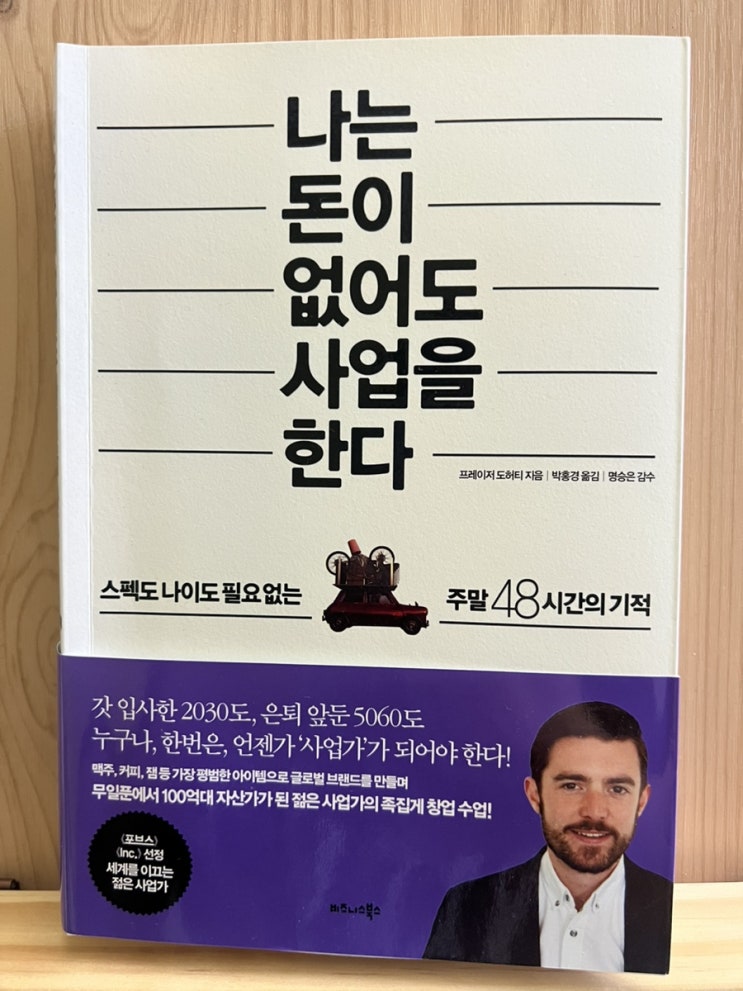 나는
돈이
없어도
사업을
한다
프레이저 도허티 지음 | 박홍경 옮김 | 명승은 감수
스펙도 나이도 필요 없는 주말 48시간의 기적
갓 입사한 2030도, 은퇴 앞둔 5060도
누구나, 한번은, 언젠가 ‘사업가’가 되어야 한다!
맥주, 커피, 잼 등 가장 평범한 아이템으로 글로벌 브랜드를 만들며
무일푼에서 100억대 자산가가 된 젊은 사업가의 족집게 창업 수업!
《포브스》
《Inc.》 선정
세계를 이끄는
젊은 사업가
비즈니스북스